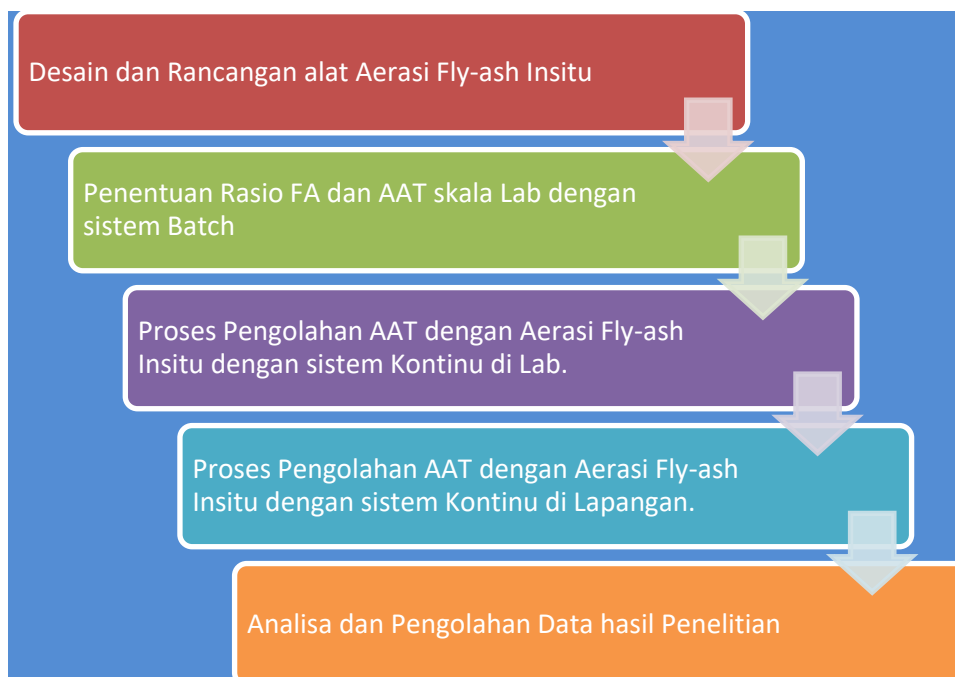 Desain dan Rancangan alat Aerasi Fly-ash Insitu
Penentuan Rasio FA dan AAT skala Lab dengan
sistem Batch
Proses Pengolahan AAT dengan Aerasi Fly-ash
Insitu dengan sistem Kontinu di Lab.
Proses Pengolahan AAT dengan Aerasi Fly-ash
Insitu dengan sistem Kontinu di Lapangan.
Analisa dan Pengolahan Data hasil Penelitian